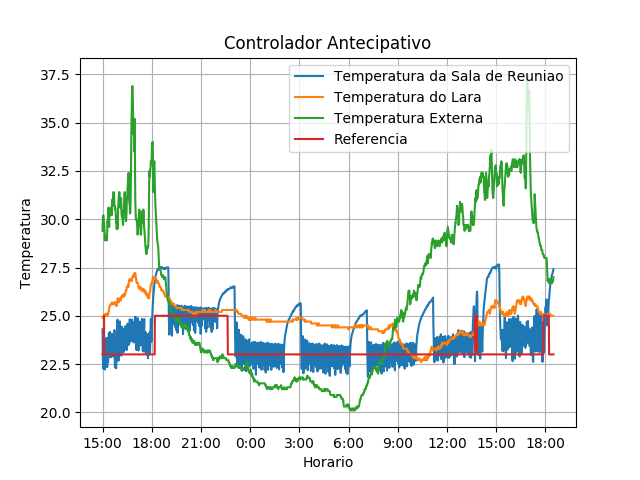 Controlador Antecipativo
Temperatura da Sala de Reuniao
Temperatura do Lara
Temperatura Externa
Referencia
Temperatura
37.5
35.0
32.5
30.0
27.5
25.0
22.5
20.0
15:00 18:00 21:00 0:00 3:00 6:00 9:00 12:00 15:00 18:00
Horario